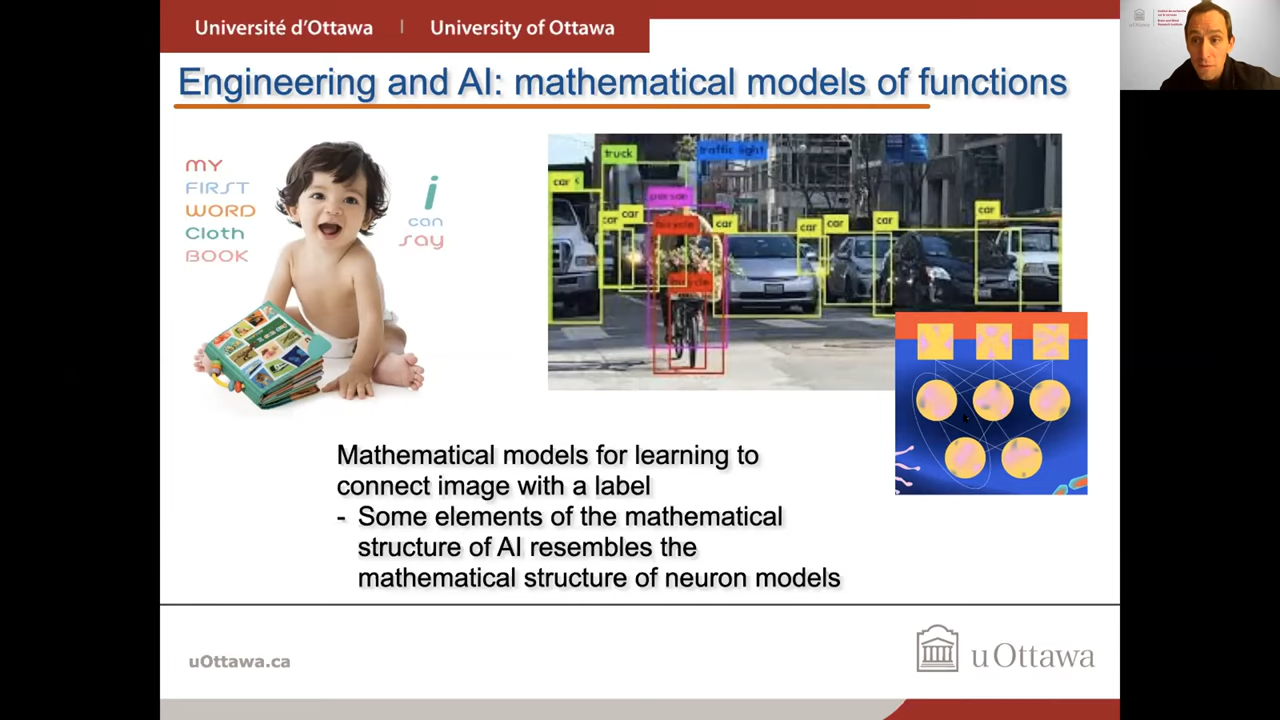 Université d'Ottawa | University of Ottawa
Engineering and AI: mathematical models of functions
MY
FIRST
WORD
Cloth
BOOK
i
can
say
truck
traffic light
car
person
car
car
bicycle
car
car
car
car
car
bicycle
Mathematical models for learning to
connect image with a label
- Some elements of the mathematical
structure of AI resembles the
mathematical structure of neuron models
uOttawa.ca
uOttawa